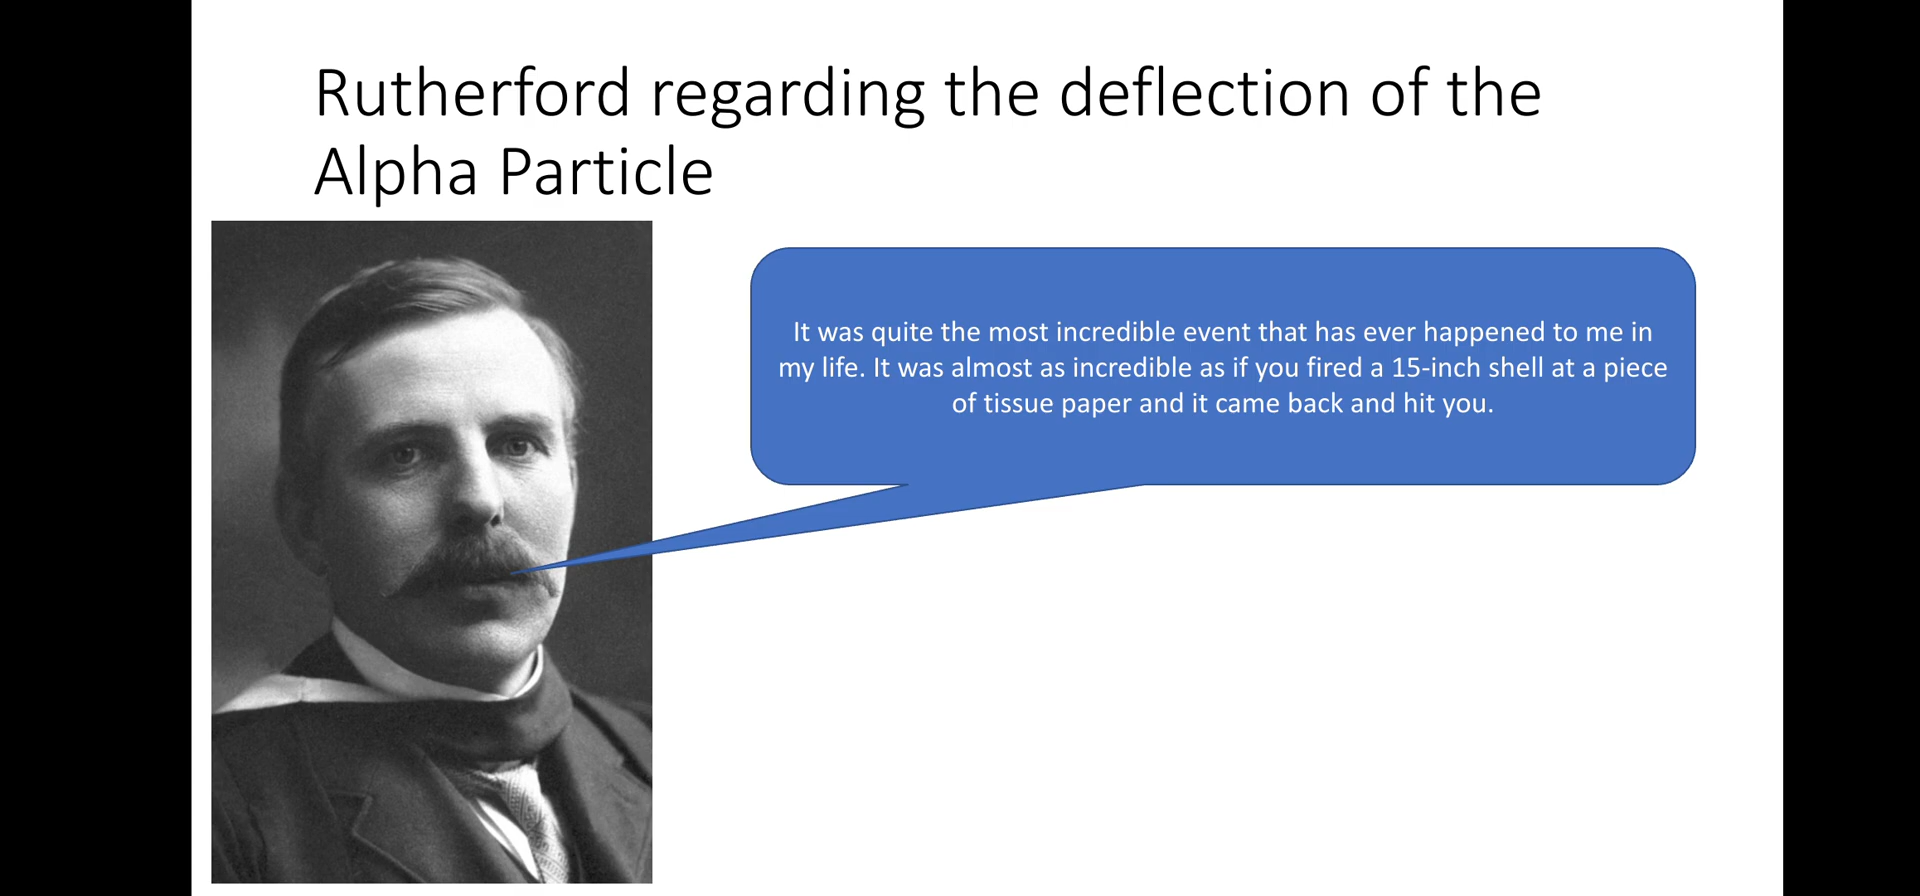 Rutherford regarding the deflection of the
Alpha Particle
It was quite the most incredible event that has ever happened to me in
my life. It was almost as incredible as if you fired a 15-inch shell at a piece
of tissue paper and it came back and hit you.